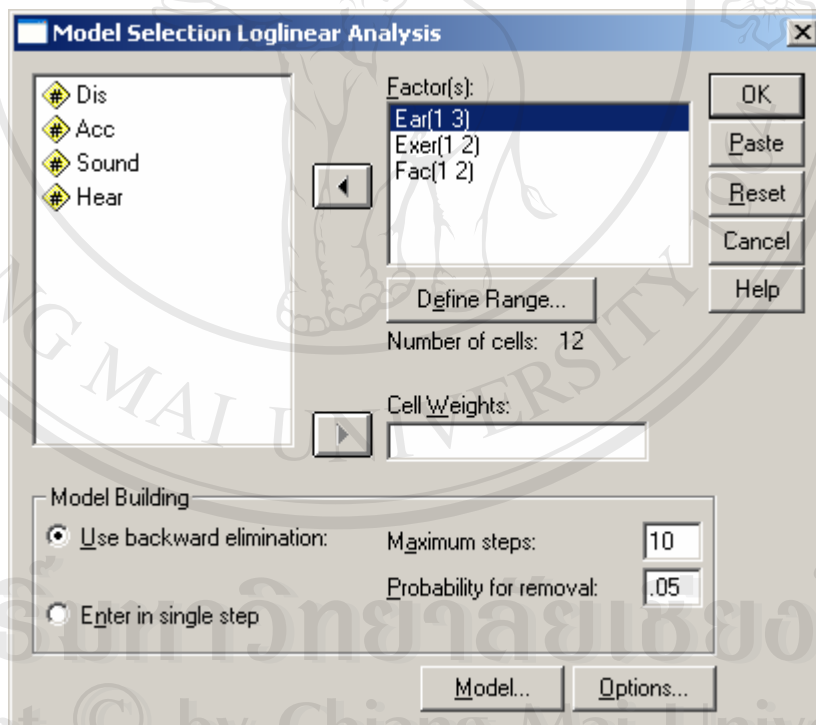 Model Selection Loglinear Analysis
Dis
Acc
Sound
Hear
Factor(s):
Ear(1 3)
Exer(1 2)
Fac(1 2)
Define Range...
Number of cells: 12
Cell Weights:
OK
Paste
Reset
Cancel
Help
Model Building
Use backward elimination:
Maximum steps: 10
Probability for removal: .05
Enter in single step
Model...
Options...
MAI UNIVERSITY